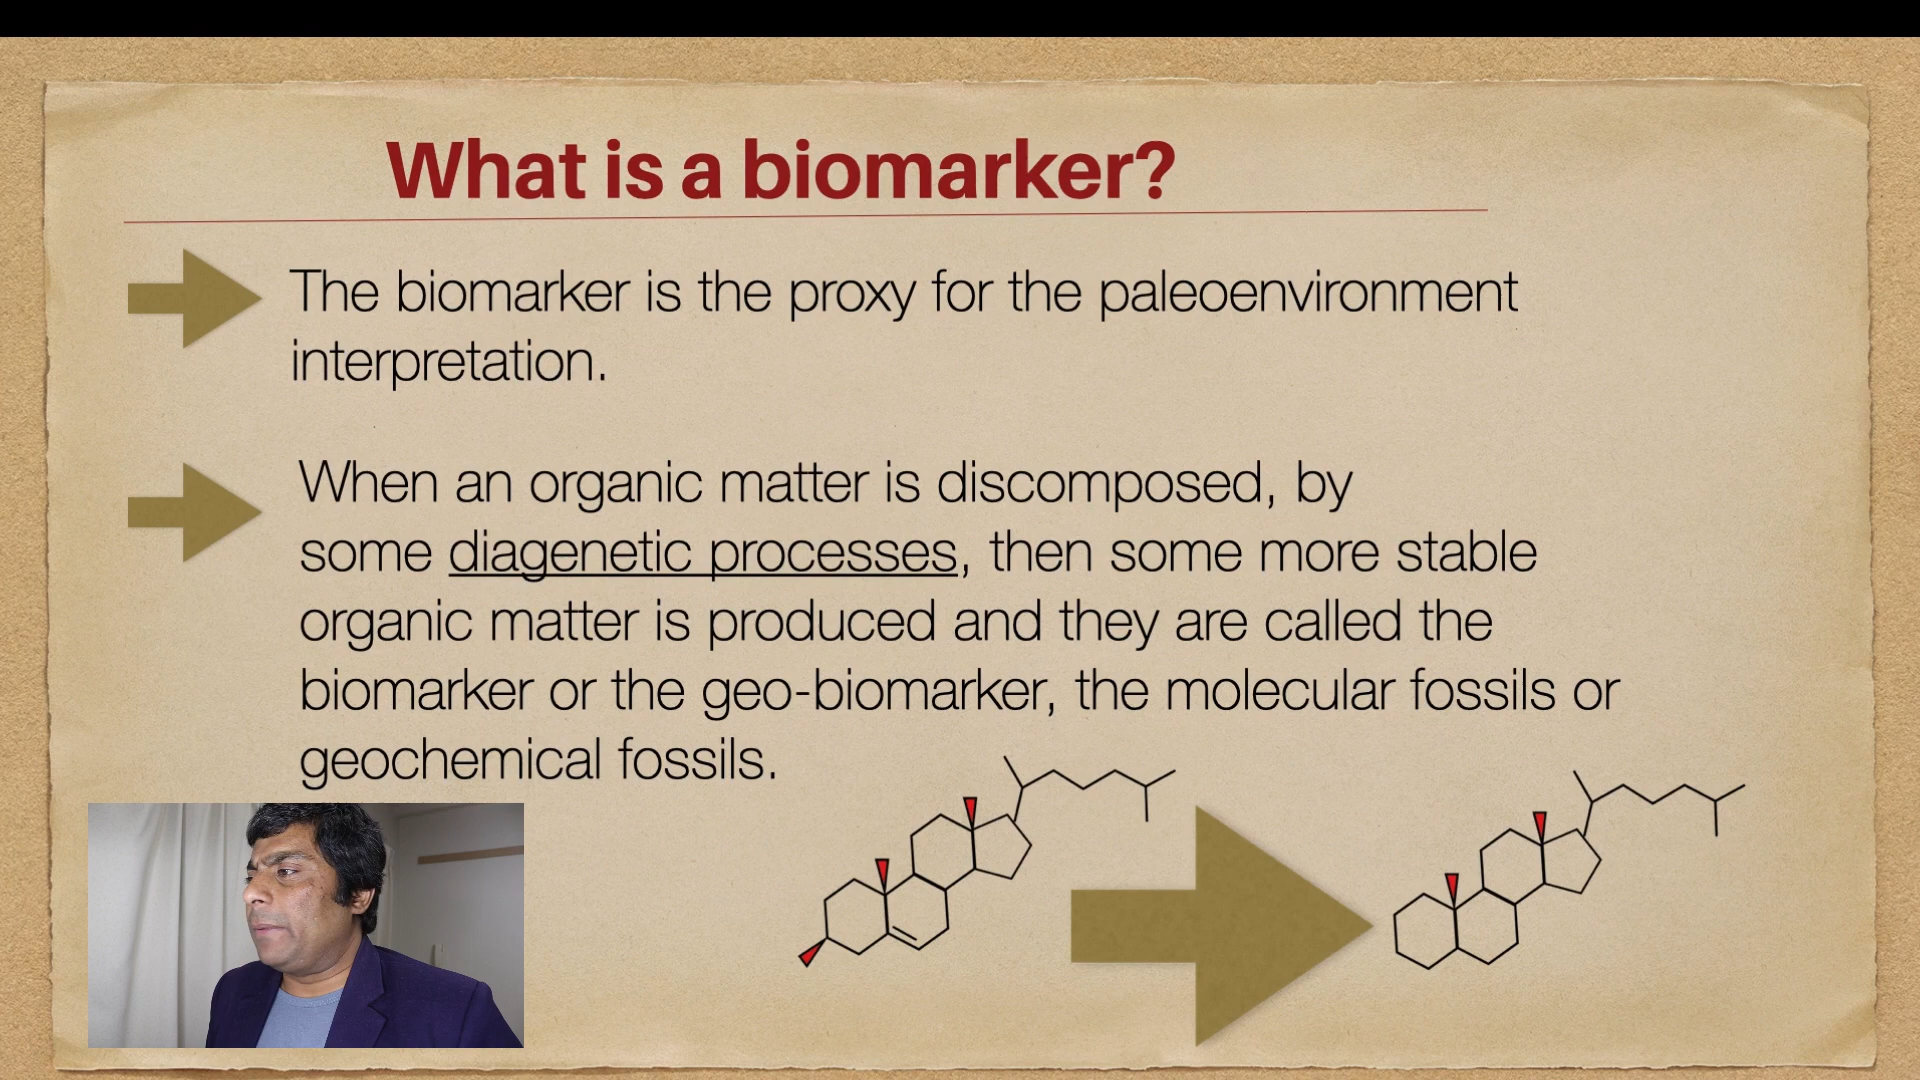 What is a biomarker?
The biomarker is the proxy for the paleoenvironment
interpretation.
When an organic matter is discomposed, by
some diagenetic processes, then some more stable
organic matter is produced and they are called the
biomarker or the geo-biomarker, the molecular fossils or
geochemical fossils.